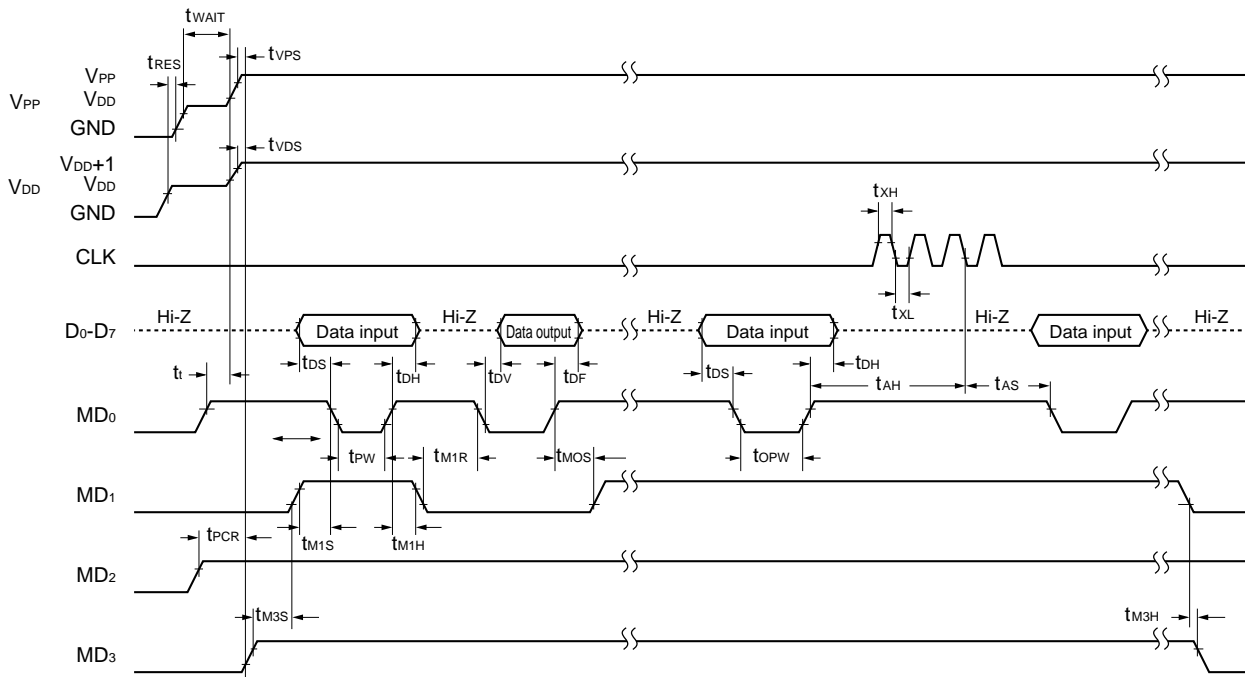 tWAIT
tVPS
tRES
VPP
VPP
VDD
GND
tVDS
VDD+1
VDD
VDD
GND
tXH
CLK
tXL
D0-D7
Hi-Z
Data input
Hi-Z
Data output
Hi-Z
Data input
Hi-Z
Data input
Hi-Z
tt
tDS
tDH
tDV
tDF
tDS
tDH
tAH
tAS
MD0
tPW
tM1R
tMOS
tOPW
MD1
tPCR
tM1S
tM1H
MD2
tM3S
tM3H
MD3